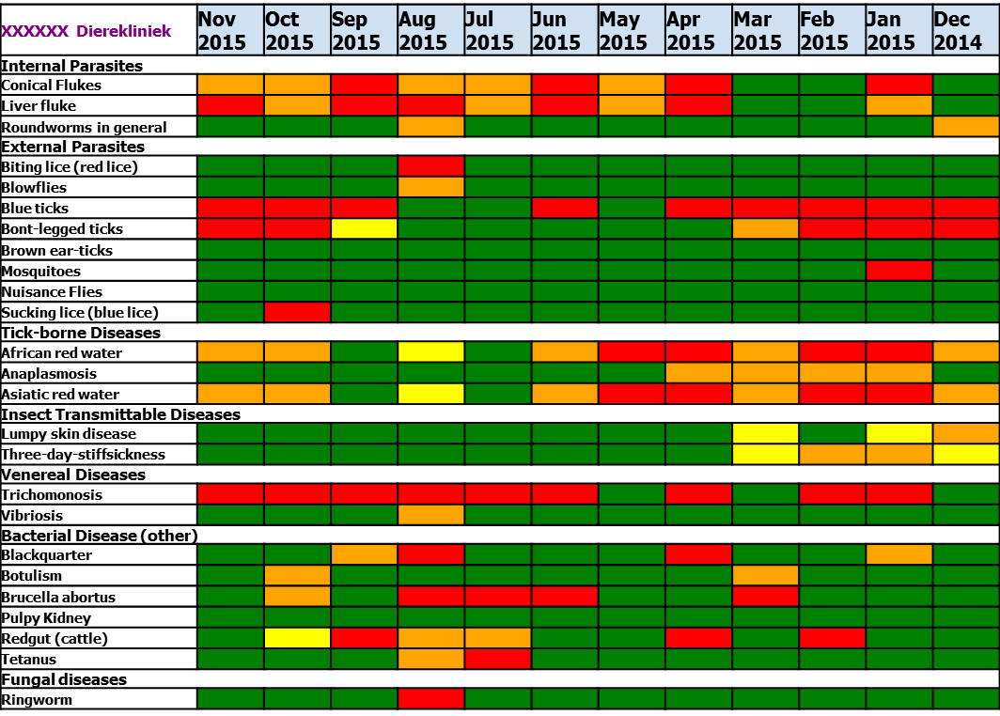 XXXXXX Dierekliniek Nov 2015 Oct 2015 Sep 2015 Aug 2015 Jul 2015 Jun 2015 May 2015 Apr 2015 Mar 2015 Feb 2015 Jan 2015 Dec 2014
Internal Parasites
Conical Flukes
Liver fluke
Roundworms in general
External Parasites
Biting lice (red lice)
Blowflies
Blue ticks
Bont-legged ticks
Brown ear-ticks
Mosquitoes
Nuisance Flies
Sucking lice (blue lice)
Tick-borne Diseases
African red water
Anaplasmosis
Asiatic red water
Insect Transmittable Diseases
Lumpy skin disease
Three-day-stiffsickness
Venereal Diseases
Trichomonosis
Vibriosis
Bacterial Disease (other)
Blackquarter
Botulism
Brucella abortus
Pulpy Kidney
Redgut (cattle)
Tetanus
Fungal diseases
Ringworm